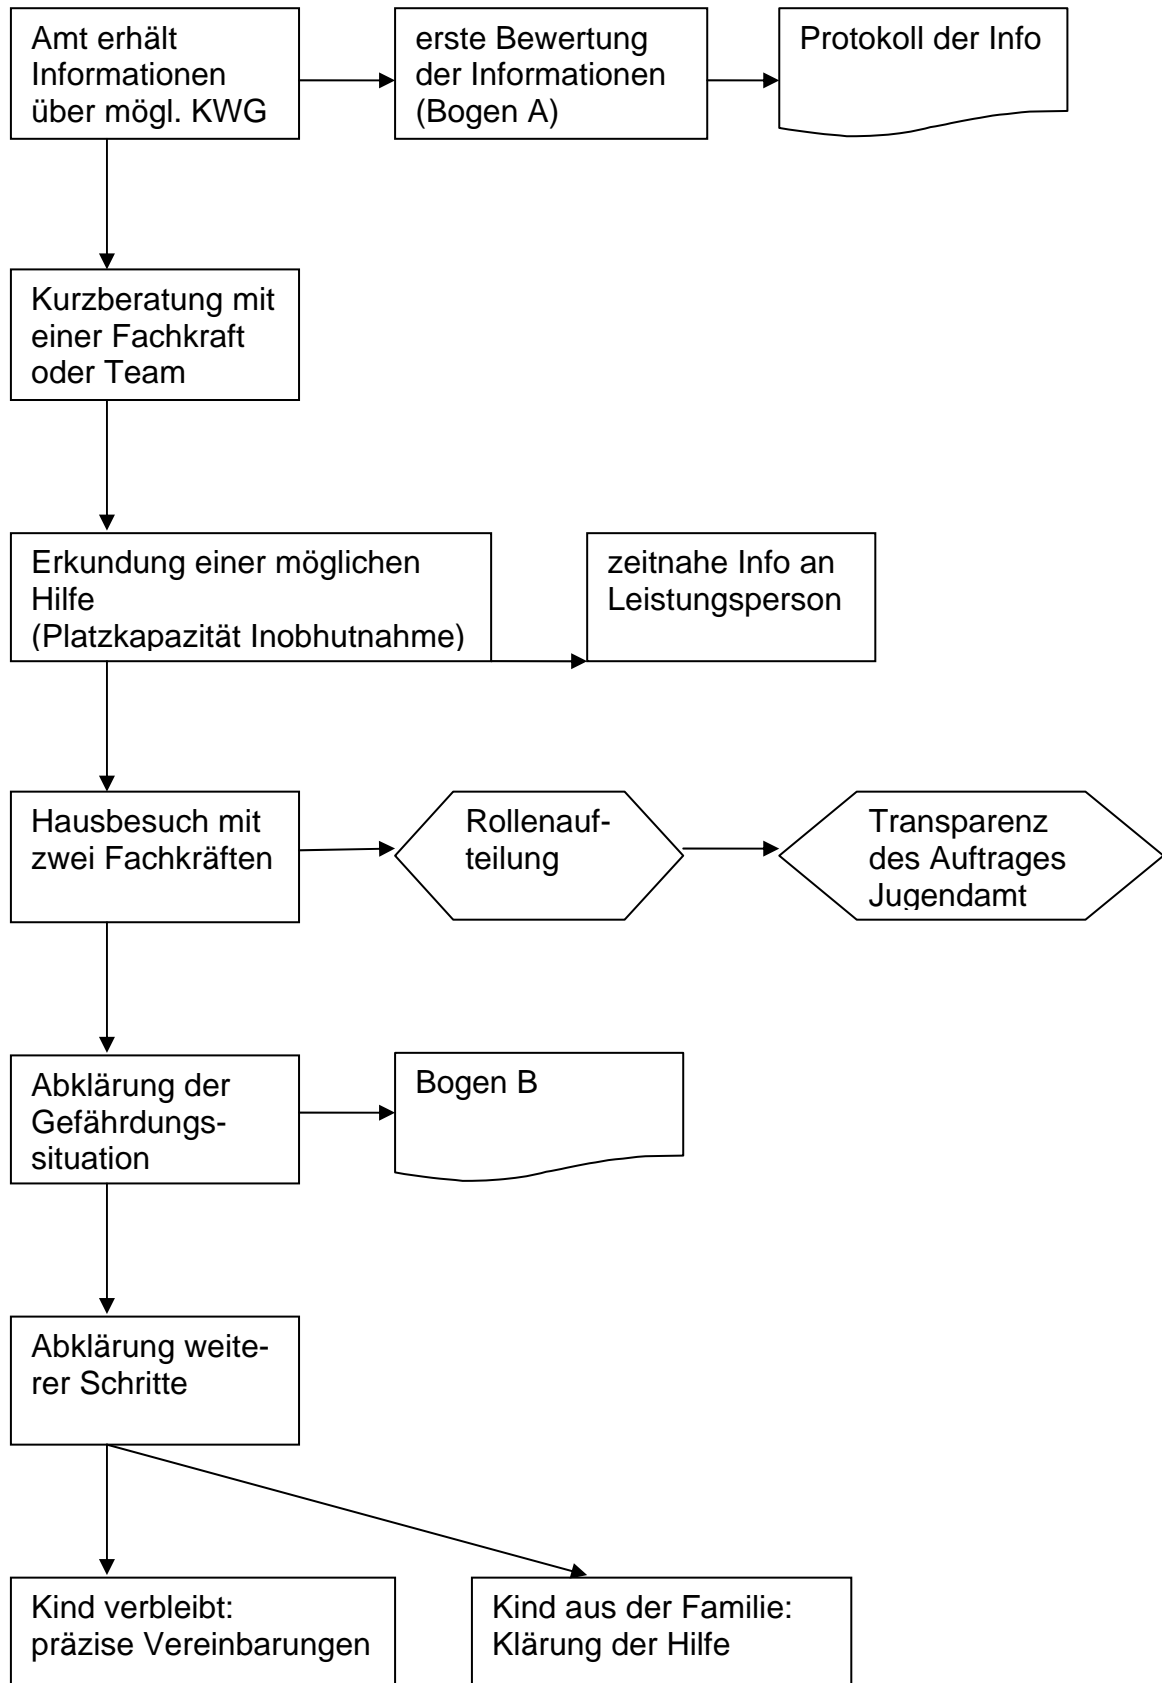 Amt erhält
Informationen
über mögl. KWG
erste Bewertung
der Informationen
(Bogen A)
Protokoll der Info
Kurzberatung mit
einer Fachkraft
oder Team
Erkundung einer möglichen
Hilfe
(Platzkapazität Inobhutnahme)
zeitnahe Info an
Leistungsperson
Hausbesuch mit
zwei Fachkräften
Rollenauf-
teilung
Transparenz
des Auftrages
Jugendamt
Abklärung der
Gefährdungs-
situation
Bogen B
Abklärung weite-
rer Schritte
Kind verbleibt:
präzise Vereinbarungen
Kind aus der Familie:
Klärung der Hilfe